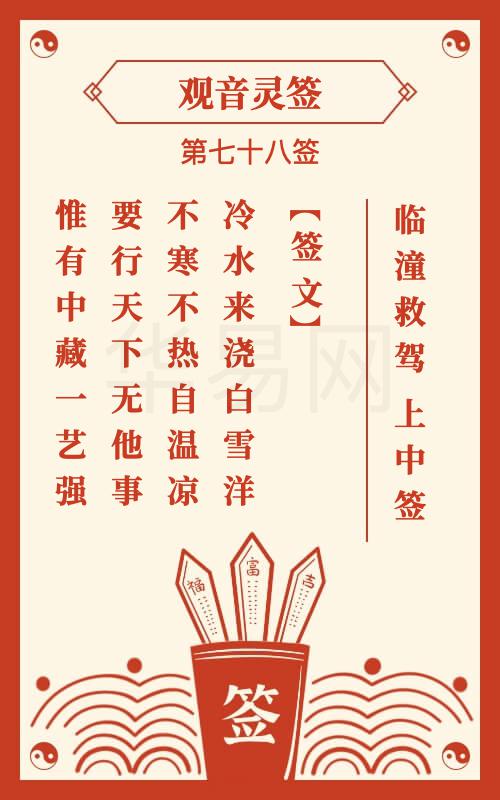 观音灵签
第七十八签
临潼救驾 上中签
【签文】
冷水来浇白雪洋
不寒不热自温凉
要行天下无他事
惟有中藏一艺强
华易网
福
富
吉
签